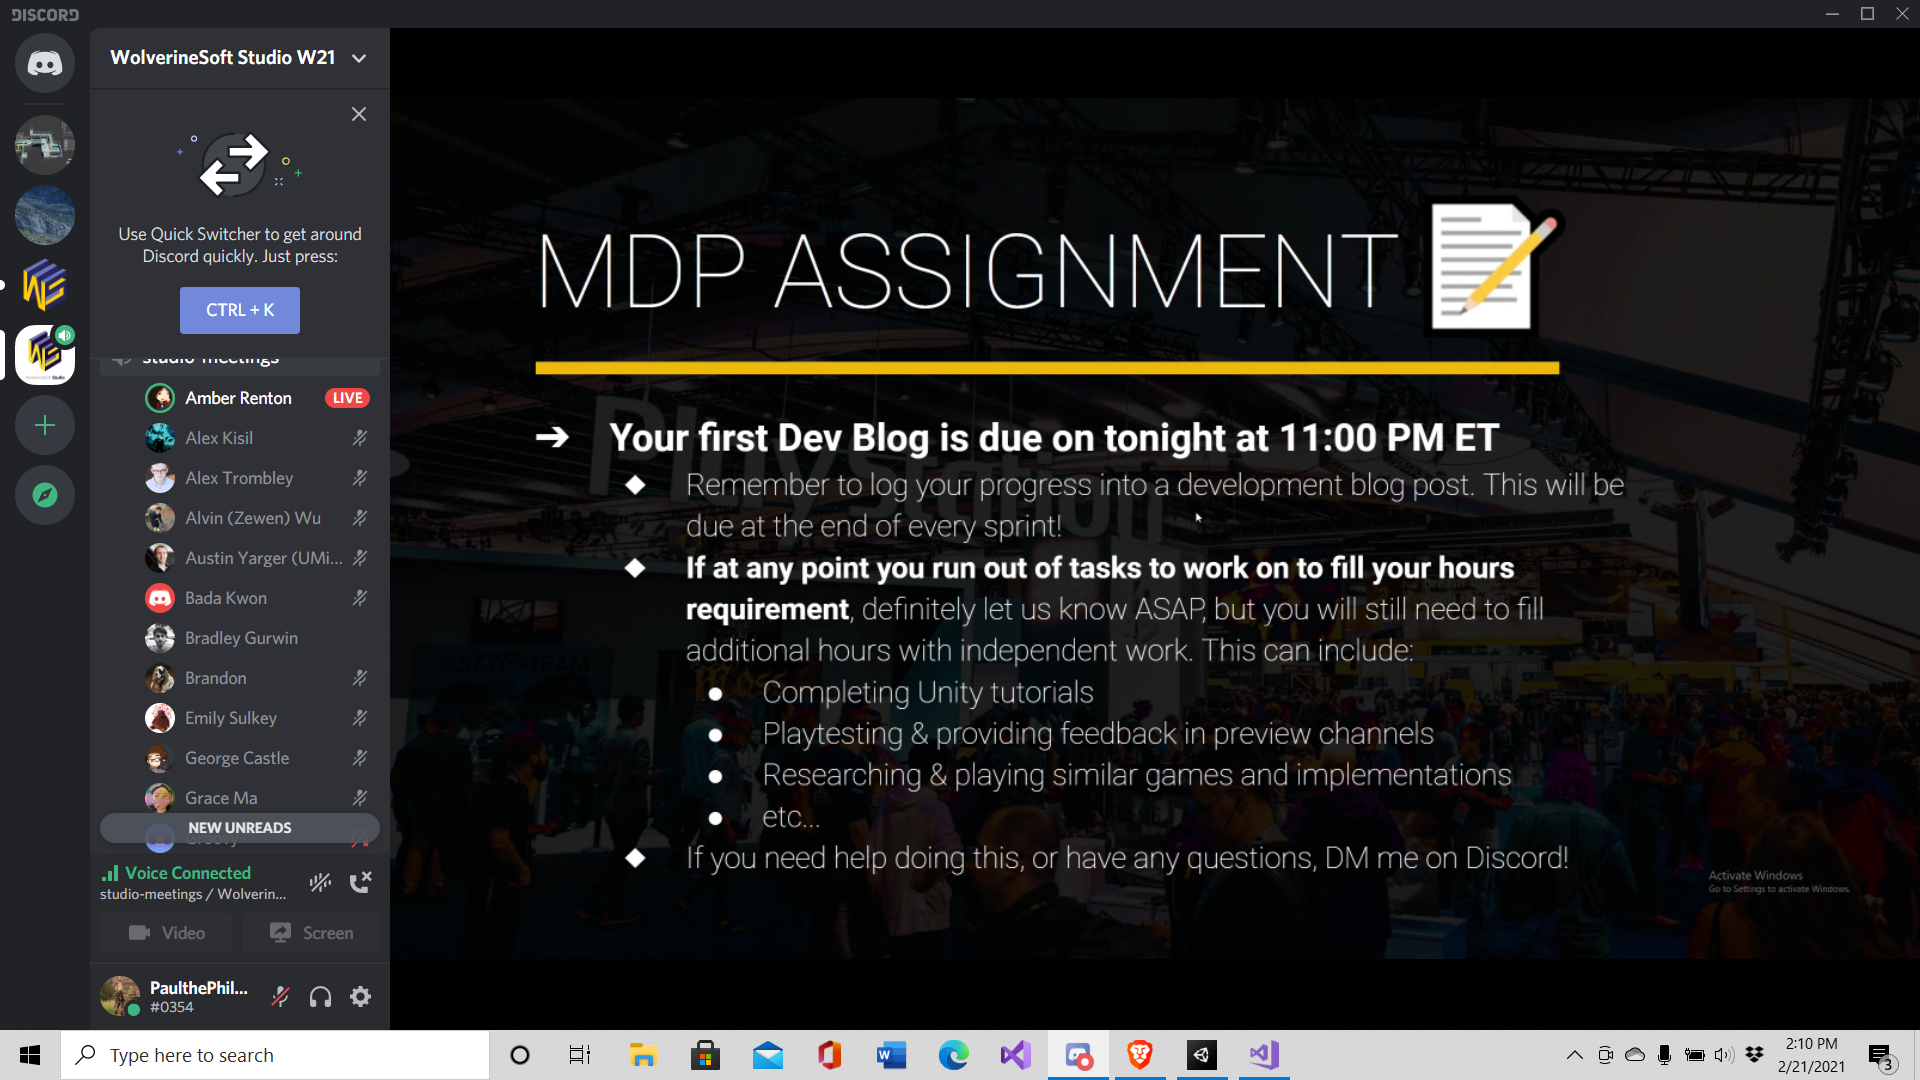 DISCORD
WolverineSoft Studio W21
Use Quick Switcher to get around
Discord quickly. Just press:
CTRL + K
studio-meetings
Amber Renton
LIVE
Alex Kisil
Alex Trombley
Alvin (Zewen) Wu
Austin Yarger (UMi...
Bada Kwon
Bradley Gurwin
Brandon
Emily Sulkey
George Castle
Grace Ma
NEW UNREADS
Groovy
Voice Connected
studio-meetings / Wolverin...
Video
Screen
PaulthePhil...
#0354
MDP ASSIGNMENT
➔ Your first Dev Blog is due on tonight at 11:00 PM ET
◆ Remember to log your progress into a development blog post. This will be
due at the end of every sprint!
◆ If at any point you run out of tasks to work on to fill your hours
requirement, definitely let us know ASAP, but you will still need to fill
additional hours with independent work. This can include:
● Completing Unity tutorials
● Playtesting & providing feedback in preview channels
● Researching & playing similar games and implementations
● etc...
◆ If you need help doing this, or have any questions, DM me on Discord!
PlayStation
Activate Windows
Go to Settings to activate Windows.
Type here to search
2:10 PM
2/21/2021
3